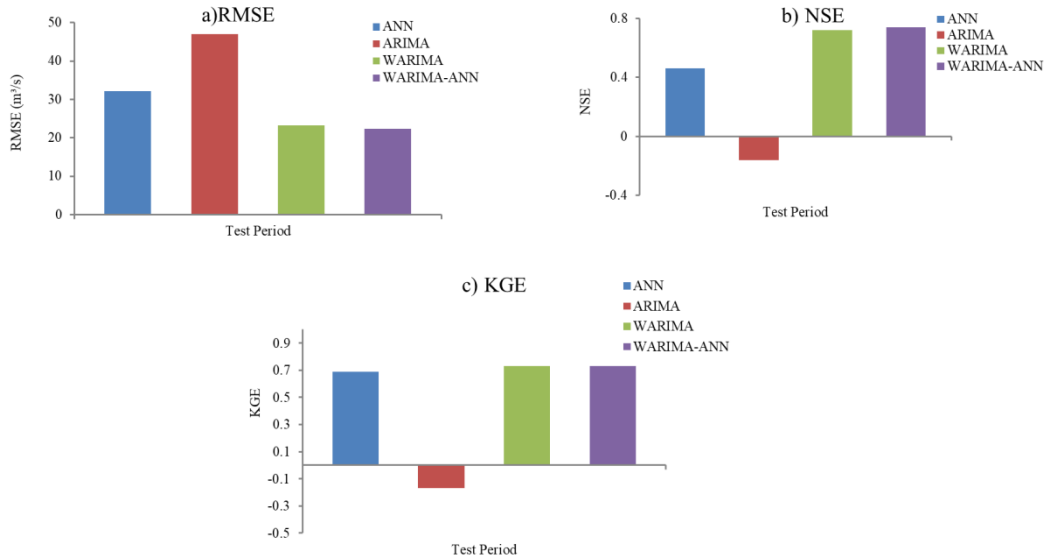 a)RMSE
ANN
ARIMA
WARIMA
WARIMA-ANN
RMSE (m³/s)
50
40
30
20
10
0
Test Period
b) NSE
ANN
ARIMA
WARIMA
WARIMA-ANN
NSE
0.8
0.4
0
-0.4
Test Period
c) KGE
ANN
ARIMA
WARIMA
WARIMA-ANN
KGE
0.9
0.7
0.5
0.3
0.1
-0.1
-0.3
-0.5
Test Period